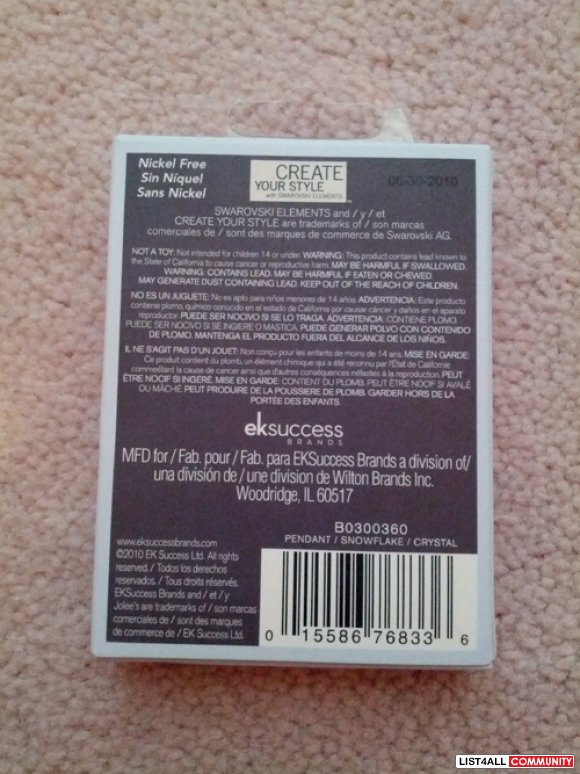 Nickel Free
Sin Níquel
Sans Nickel
CREATE
YOUR STYLE
with SWAROVSKI ELEMENTS
06-30-2010
SWAROVSKI ELEMENTS and / y / et
CREATE YOUR STYLE are trademarks of / son marcas
comerciales de / sont des marques de commerce de Swarovski AG.
NOT A TOY: Not intended for children 14 or under. WARNING: This product contains lead known to
the State of California to cause cancer or reproductive harm. MAY BE HARMFUL IF SWALLOWED.
WARNING: CONTAINS LEAD. MAY BE HARMFUL IF EATEN OR CHEWED.
MAY GENERATE DUST CONTAINING LEAD. KEEP OUT OF THE REACH OF CHILDREN.
NO ES UN JUGUETE: No es apto para niños menores de 14 años. ADVERTENCIA: Este producto
contiene plomo, químico conocido en el estado de California por causar cáncer y daños en el aparato
reproductor. PUEDE SER NOCIVO SI SE LO TRAGA. ADVERTENCIA: CONTIENE PLOMO.
PUEDE SER NOCIVO SI SE INGIERE O MASTICA. PUEDE GENERAR POLVO CON CONTENIDO
DE PLOMO. MANTENGA EL PRODUCTO FUERA DEL ALCANCE DE LOS NIÑOS.
IL NE S'AGIT PAS D'UN JOUET: Non conçu pour les enfants de moins de 14 ans. MISE EN GARDE:
Ce produit contient du plomb, un élément chimique qui a été reconnu par l'État de Californie
comme étant la cause de cancer ainsi que d'autres conséquences néfastes à la reproduction. PEUT
ÊTRE NOCIF SI INGÉRÉ. MISE EN GARDE: CONTIENT DU PLOMB. PEUT ÊTRE NOCIF SI AVALÉ
OU MÂCHÉ. PEUT PRODUIRE DE LA POUSSIERE DE PLOMB. GARDER HORS DE LA
PORTÉE DES ENFANTS.
eksuccess
BRANDS
MFD for / Fab. pour / Fab. para EKSuccess Brands a division of/
una división de / une division de Wilton Brands Inc.
Woodridge, IL 60517
B0300360
PENDANT / SNOWFLAKE / CRYSTAL
www.eksuccessbrands.com
©2010 EK Success Ltd. All rights
reserved. / Todos los derechos
reservados. / Tous droits réservés.
EKSuccess Brands and / et / y
Jolee's are trademarks of / son marcas
comerciales de / sont des marques
de commerce de / EK Success Ltd.
0 15586 76833 6
LIST4ALL COMMUNITY